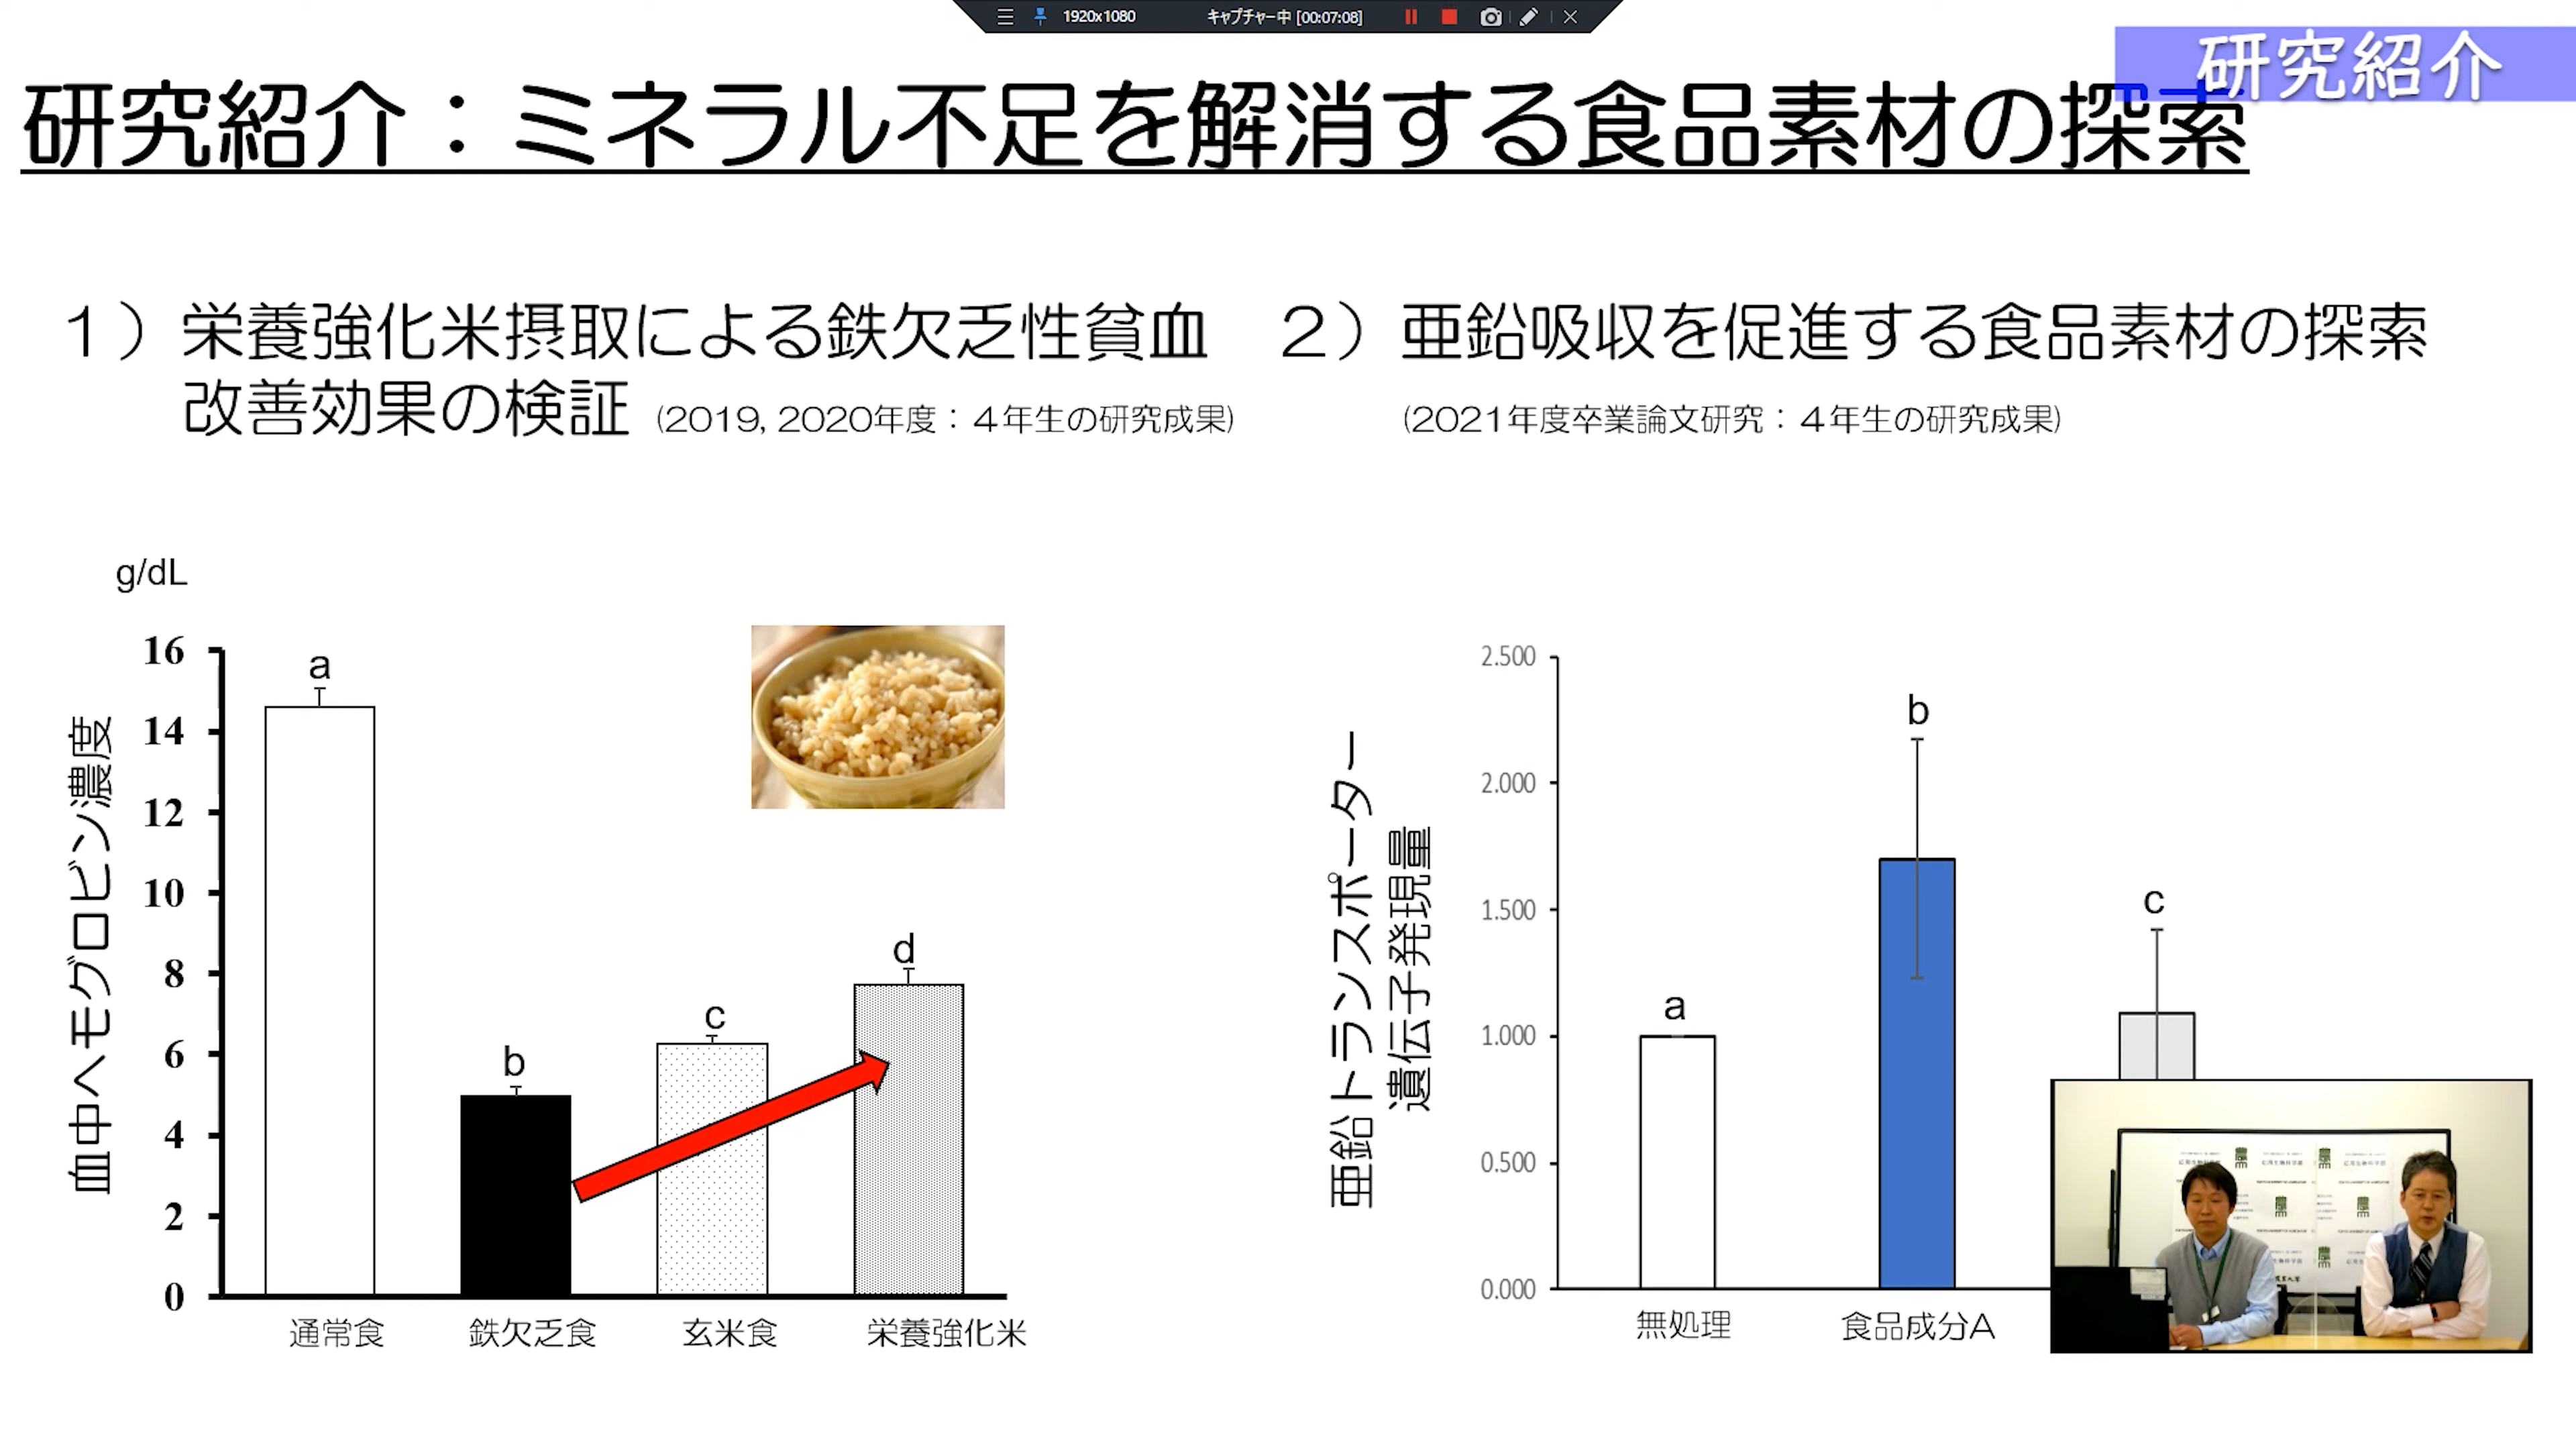 1920x1080 キャプチャー中 [00:07:08]
研究紹介
研究紹介：ミネラル不足を解消する食品素材の探索
１）栄養強化米摂取による鉄欠乏性貧血
改善効果の検証 (2019, 2020年度：４年生の研究成果)
２）亜鉛吸収を促進する食品素材の探索
(2021年度卒業論文研究：４年生の研究成果)
g/dL
血中ヘモグロビン濃度
16
14
12
10
8
6
4
2
0
a
b
c
d
通常食 鉄欠乏食 玄米食 栄養強化米
亜鉛トランスポーター
遺伝子発現量
2.500
2.000
1.500
1.000
0.500
0.000
a
b
c
無処理 食品成分A